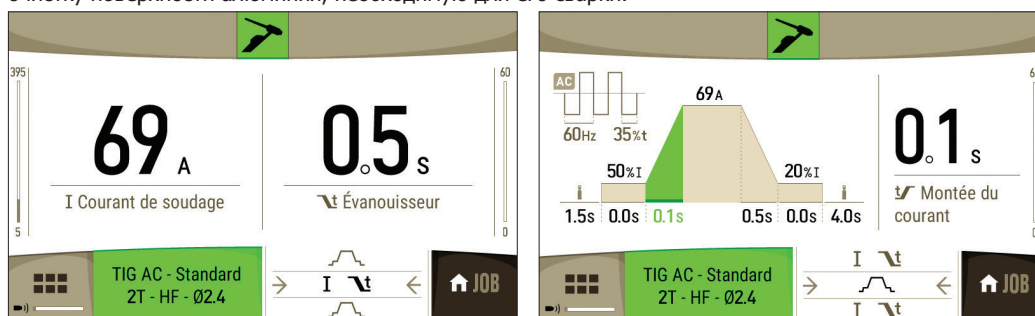 395
60
69 A
0.5 s
I Courant de soudage
t Évanouisseur
5
0
TIG AC - Standard
2T - HF - Ø2.4
I t
JOB
AC
69A
60Hz 35%t
50%I
20%I
1.5s 0.0s 0.1s 0.5s 0.0s 4.0s
0.1 s
t Montée du
courant
TIG AC - Standard
2T - HF - Ø2.4
I t
I t
JOB